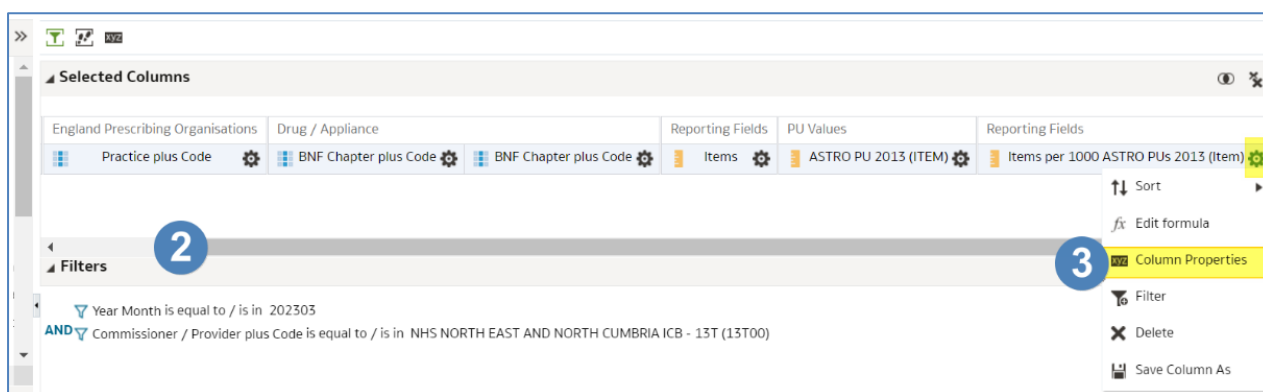 xyz
Selected Columns
England Prescribing Organisations Drug / Appliance Reporting Fields PU Values Reporting Fields
Practice plus Code BNF Chapter plus Code BNF Chapter plus Code Items ASTRO PU 2013 (ITEM) Items per 1000 ASTRO PUs 2013 (Item)
Sort
fx Edit formula
2
Filters
3 xyz Column Properties
Filter
Year Month is equal to / is in 202303
AND Commissioner / Provider plus Code is equal to / is in NHS NORTH EAST AND NORTH CUMBRIA ICB - 13T (13T00)
Delete
Save Column As